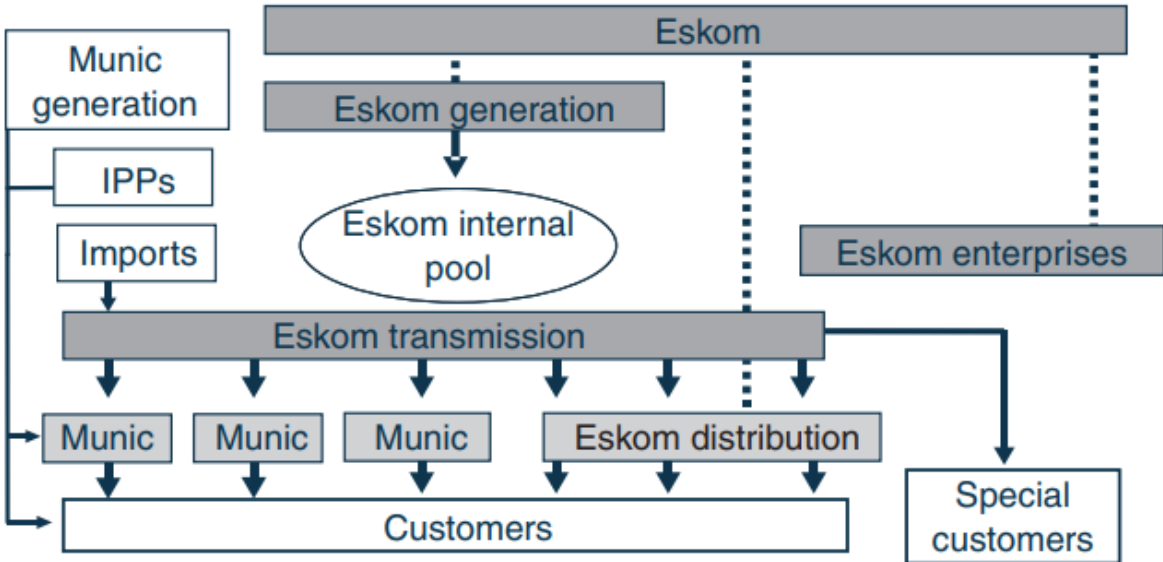 Eskom
Munic
generation
Eskom generation
IPPs
Eskom internal
pool
Imports
Eskom enterprises
Eskom transmission
Munic
Munic
Munic
Eskom distribution
Special
customers
Customers